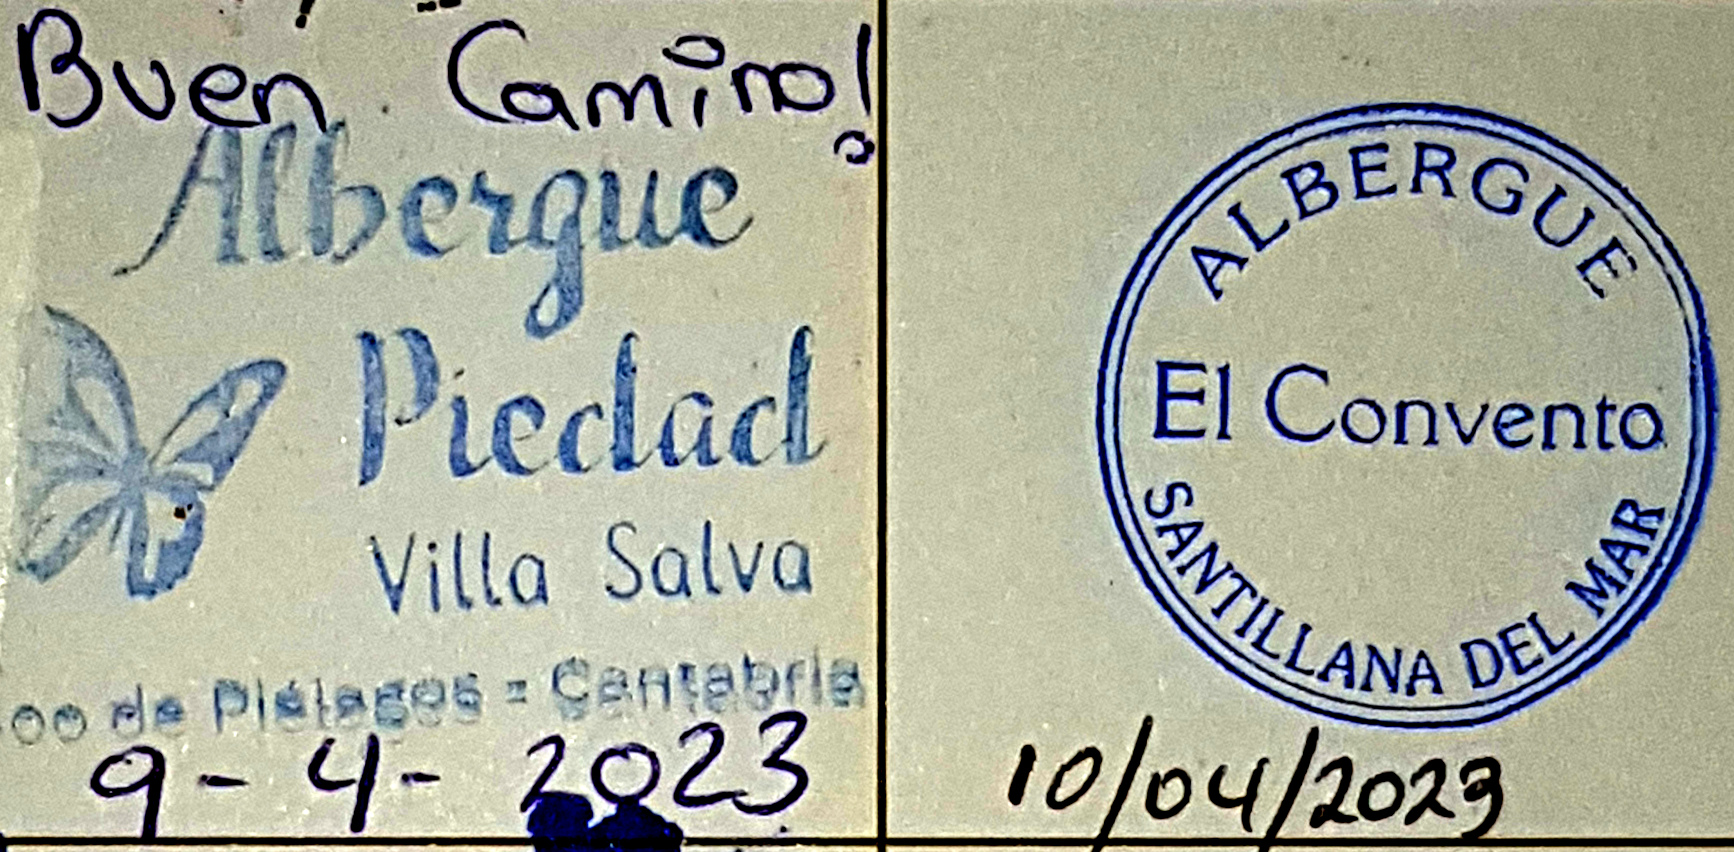 Buen Camino!
Albergue
Piedad
Villa Salva
oo de Piélagos - Cantabria
9-4-2023
ALBERGUE
El Convento
SANTILLANA DEL MAR
10/04/2023